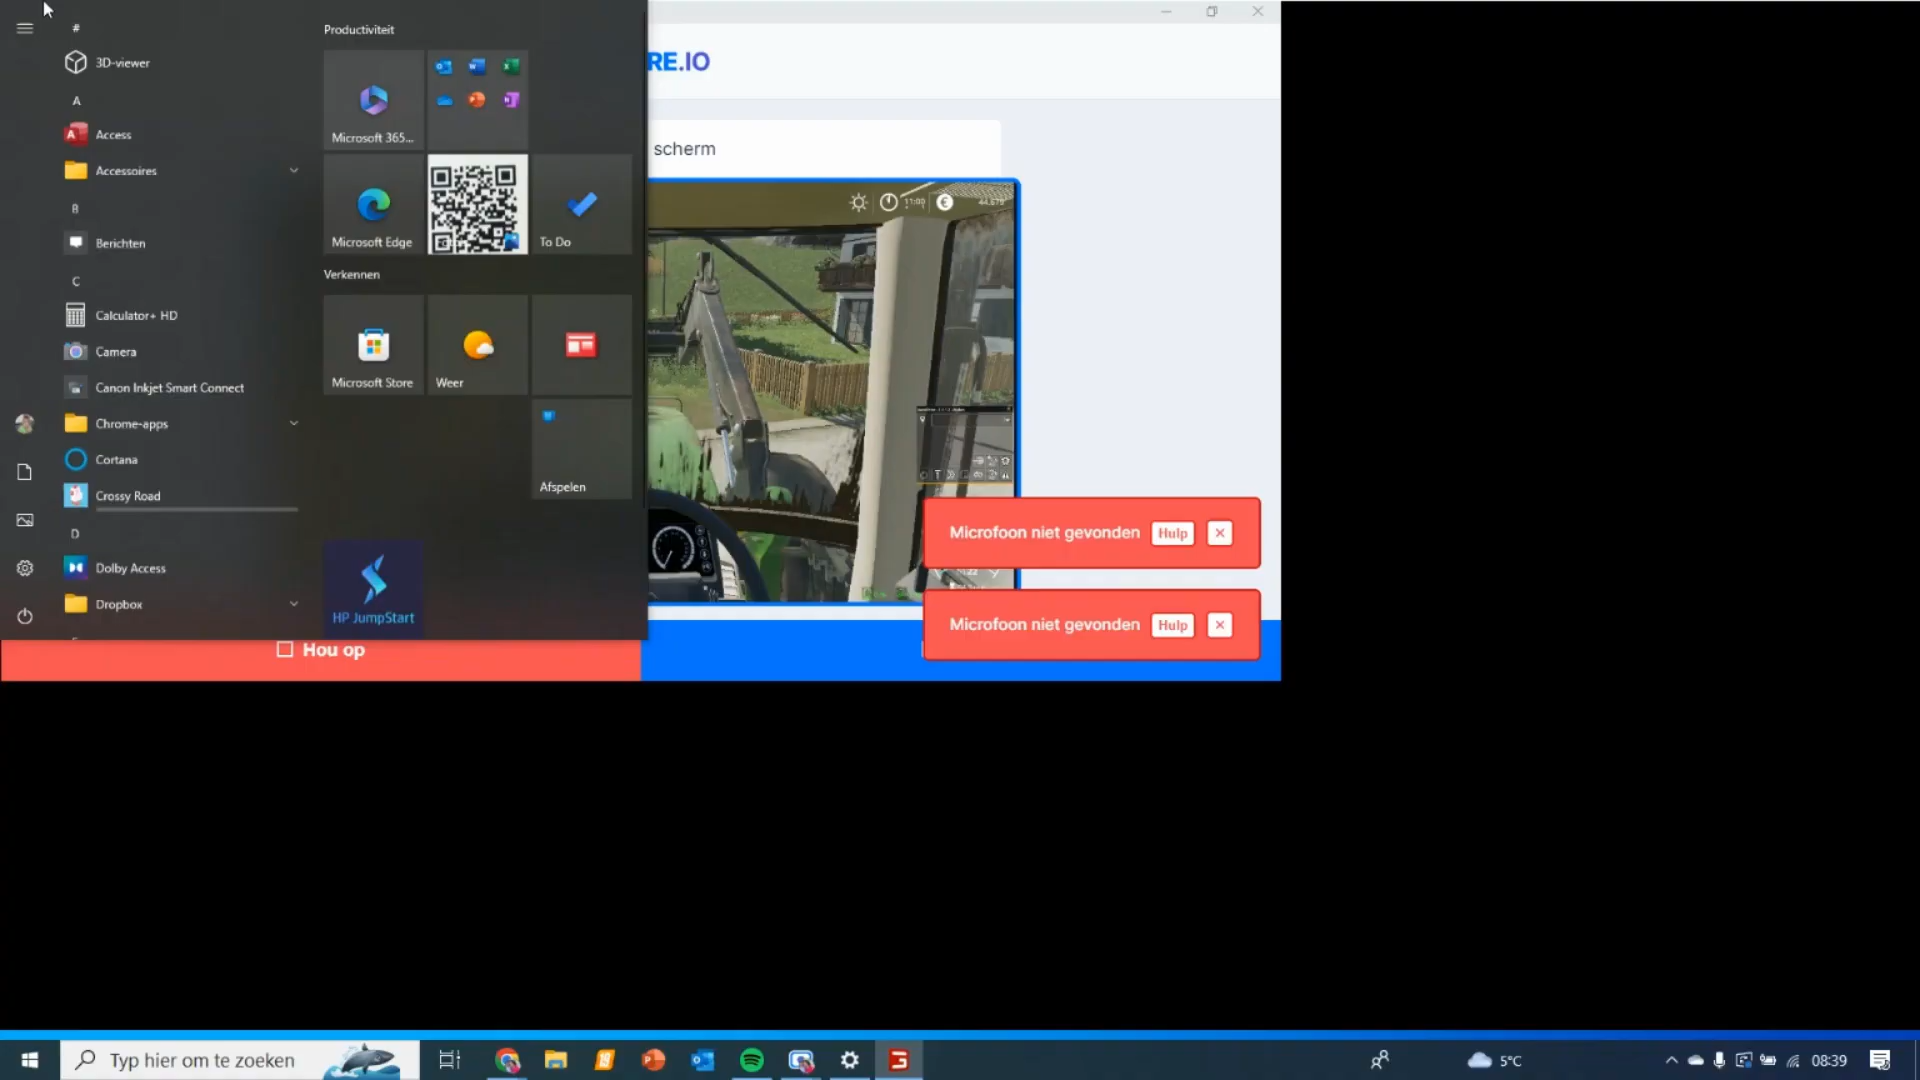 #
3D-viewer
A
Access
Accessoires
B
Berichten
C
Calculator+ HD
Camera
Canon Inkjet Smart Connect
Chrome-apps
Cortana
Crossy Road
D
Dolby Access
Dropbox
Productiviteit
Microsoft 365...
Microsoft Edge
To Do
Verkennen
Microsoft Store
Weer
Afspelen
HP JumpStart
RE.IO
scherm
11:00
Microfoon niet gevonden Hulp
Microfoon niet gevonden Hulp
Hou op
Typ hier om te zoeken
5°C
08:39